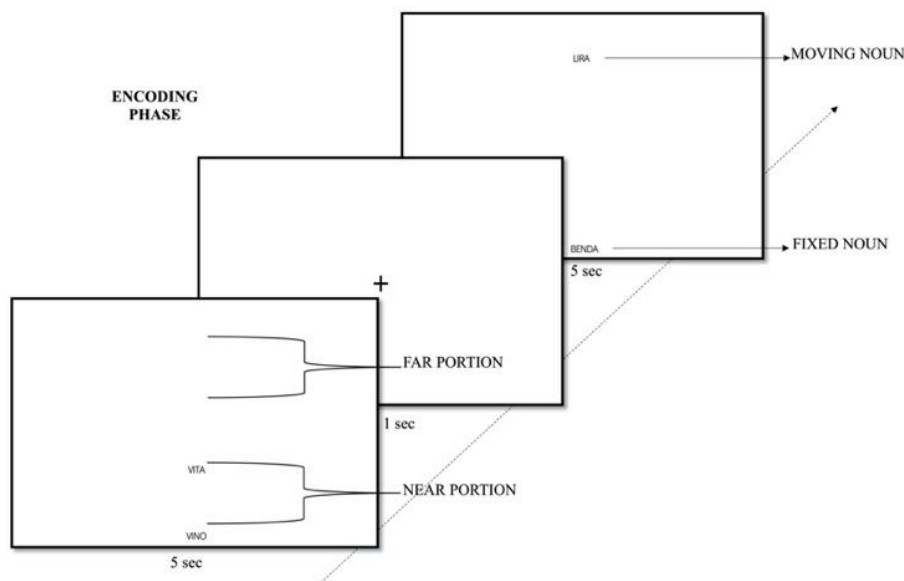 LIRA
MOVING NOUN
ENCODING
PHASE
BENDA
FIXED NOUN
5 sec
FAR PORTION
1 sec
VITA
NEAR PORTION
VINO
5 sec